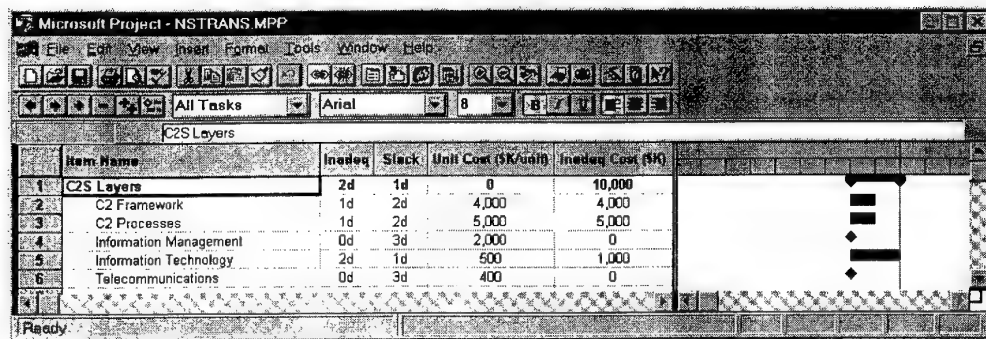 Microsoft Project - NSTRANS.MPP
File Edit View Insert Format Tools Window Help
All Tasks Arial 8 B I U
C2S Layers
Item Name Inadeq Slack Unit Cost ($K/unit) Inadeq Cost ($K)
1 C2S Layers 2d 1d 0 10,000
2 C2 Framework 1d 2d 4,000 4,000
3 C2 Processes 1d 2d 5,000 5,000
4 Information Management 0d 3d 2,000 0
5 Information Technology 2d 1d 500 1,000
6 Telecommunications 0d 3d 400 0
Ready